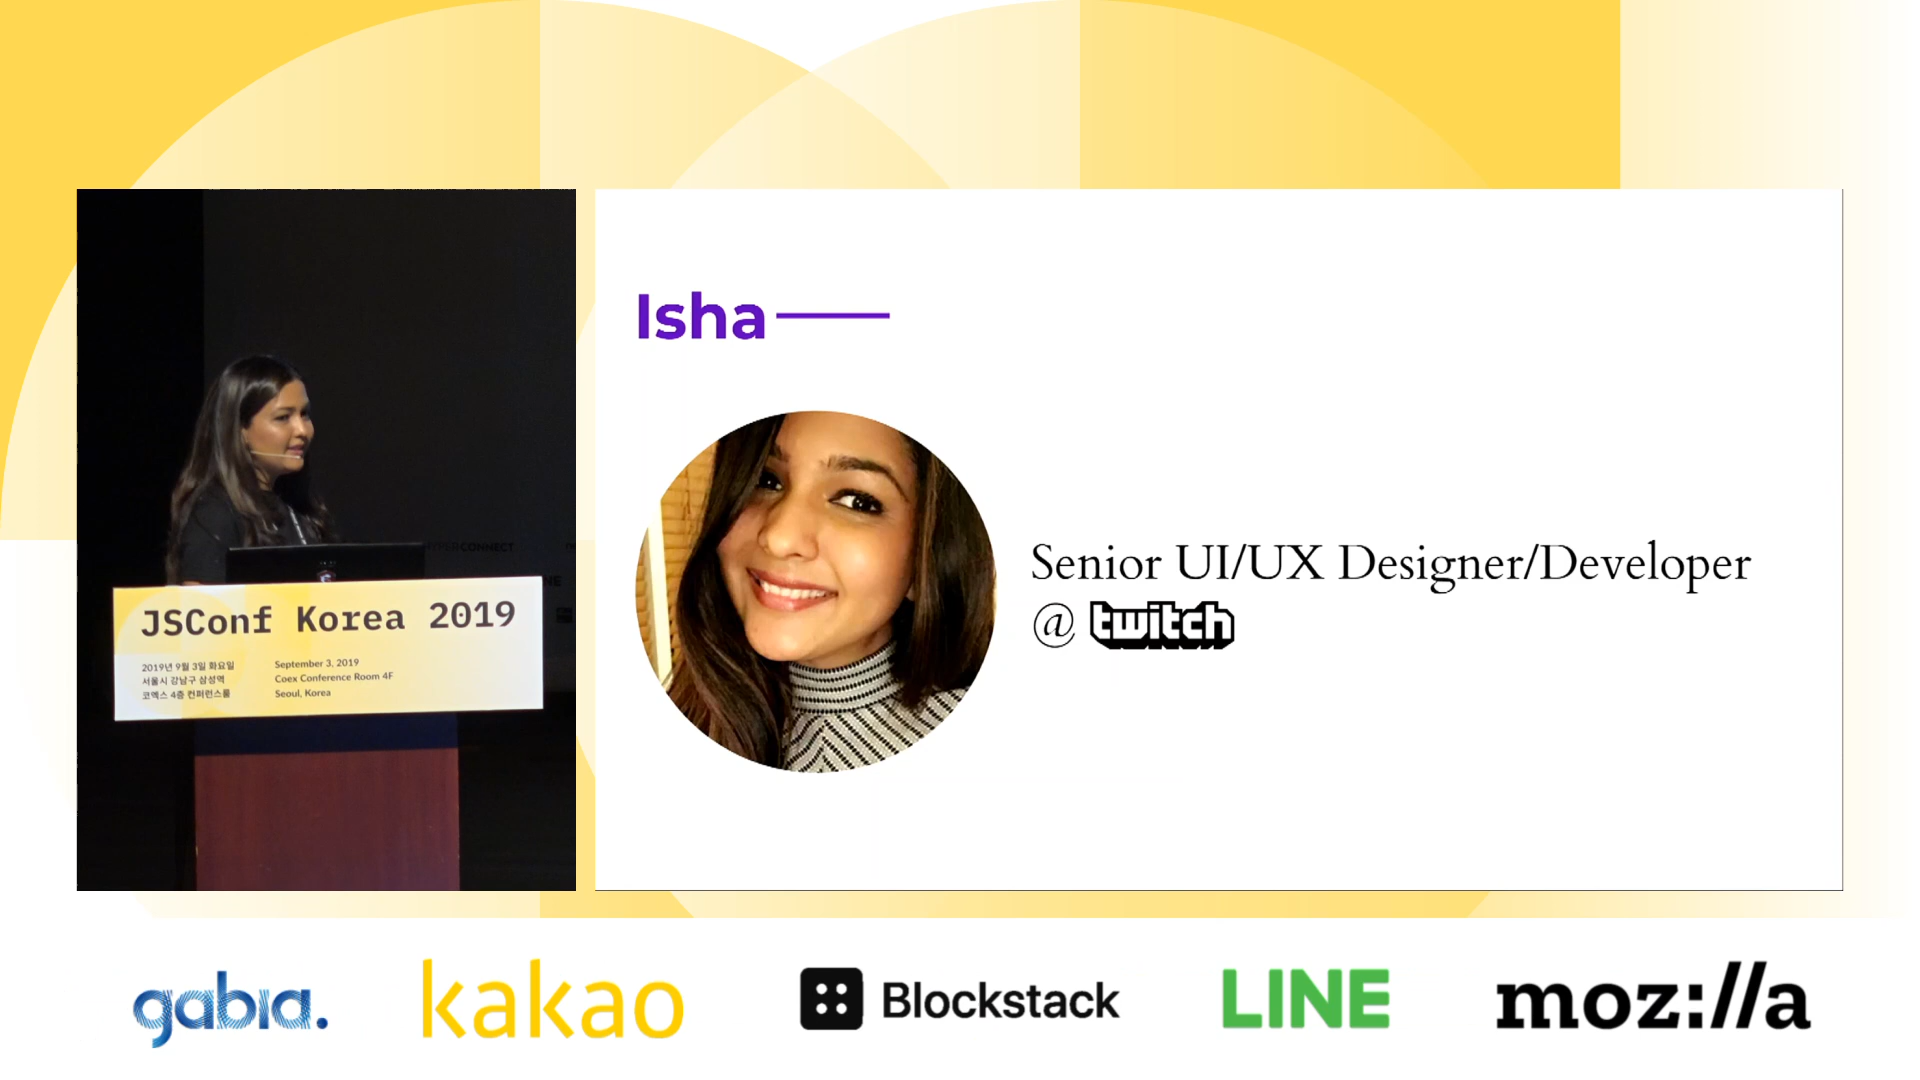 Isha
Senior UI/UX Designer/Developer
@ twitch
HYPERCONNECT
JSConf Korea 2019
2019년 9월 3일 화요일
서울시 강남구 삼성역
코엑스 4층 컨퍼런스룸
September 3, 2019
Coex Conference Room 4F
Seoul, Korea
gabia.
kakao
Blockstack
LINE
moz://a